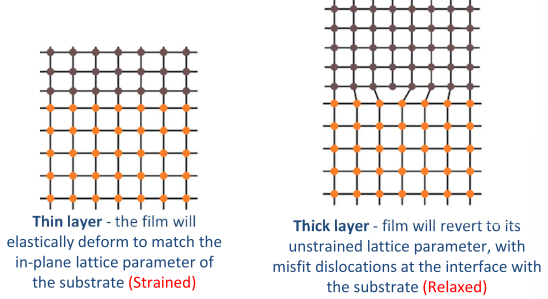 Thin layer - the film will
elastically deform to match the
in-plane lattice parameter of
the substrate (Strained)
Thick layer - film will revert to its
unstrained lattice parameter, with
misfit dislocations at the interface with
the substrate (Relaxed)